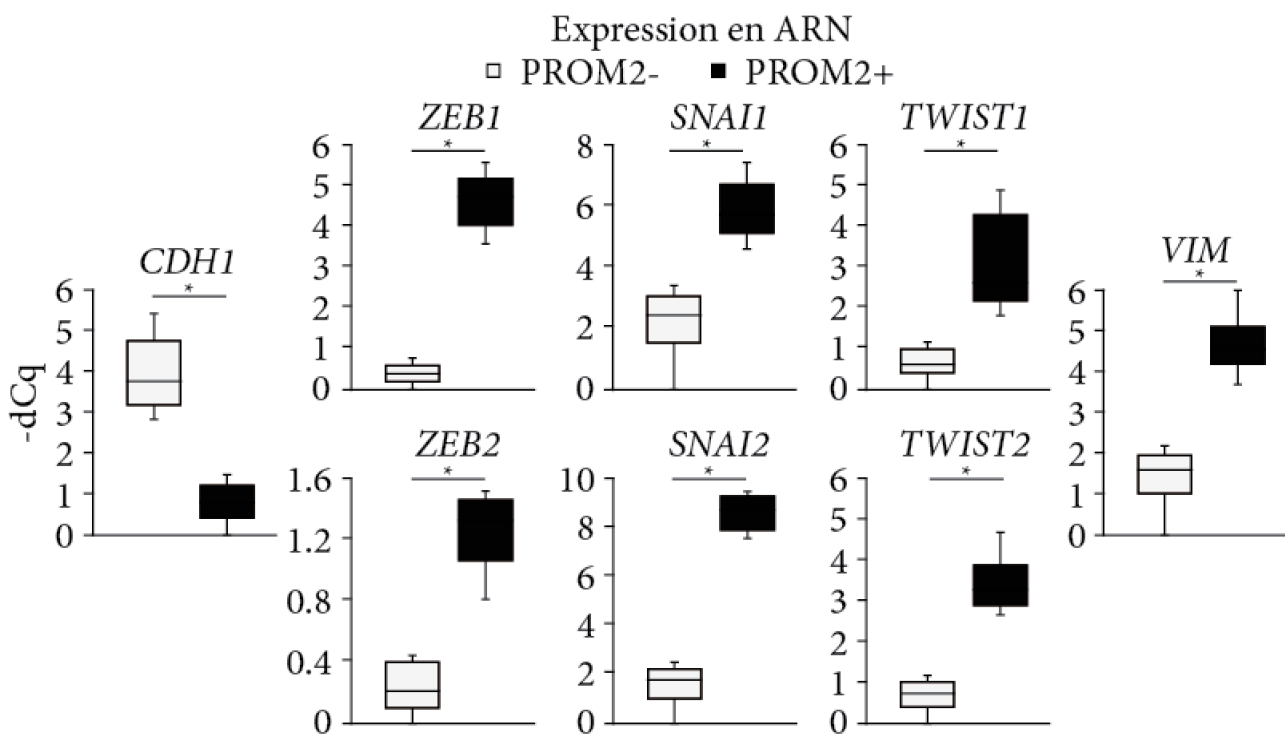 Expression en ARN
PROM2- PROM2+
ZEB1 SNAI1 TWIST1
* * *
6 8 6
5
4 6 5
3 4 4
2 2 3
1 0 2
0 1
0
CDH1
*
6
5
4
3
2
1
0
-dCq
VIM
*
6
5
4
3
2
1
0
ZEB2 SNAI2 TWIST2
* * *
1.6 10 6
1.2 8 5
0.8 6 4
0.4 4 3
0 2 2
0 1
0